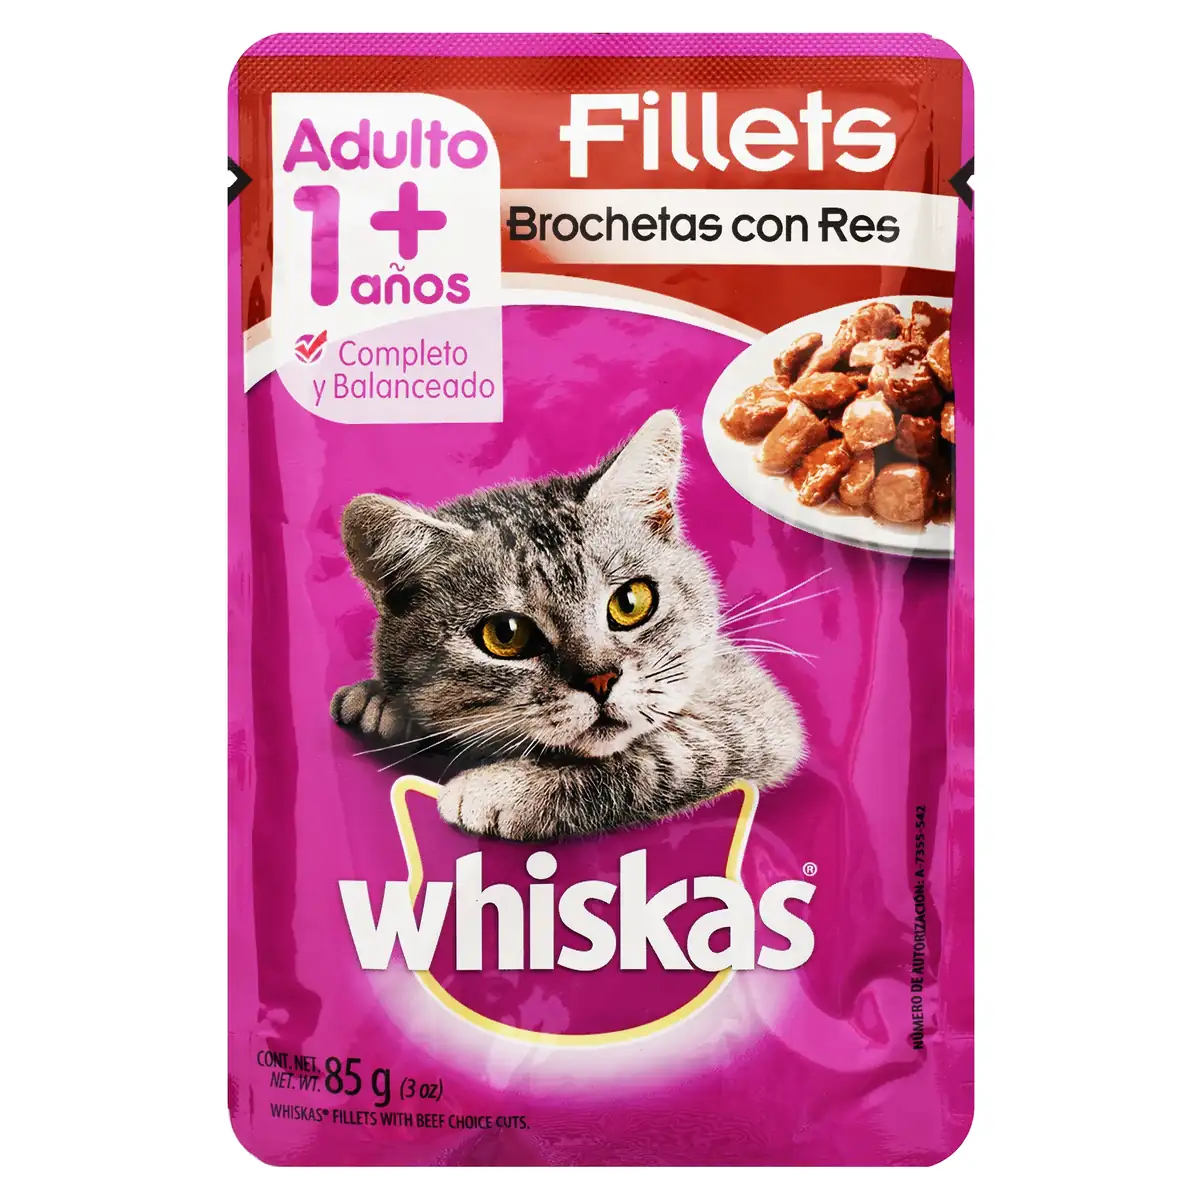 Fillets
Brochetas con Res
Adulto
1+
años
Completo
y Balanceado
whiskas®
NÚMERO DE AUTORIZACIÓN: A-7355-542
CONT. NET.
NET. WT. 85 g (3 oz)
WHISKAS® FILLETS WITH BEEF CHOICE CUTS.